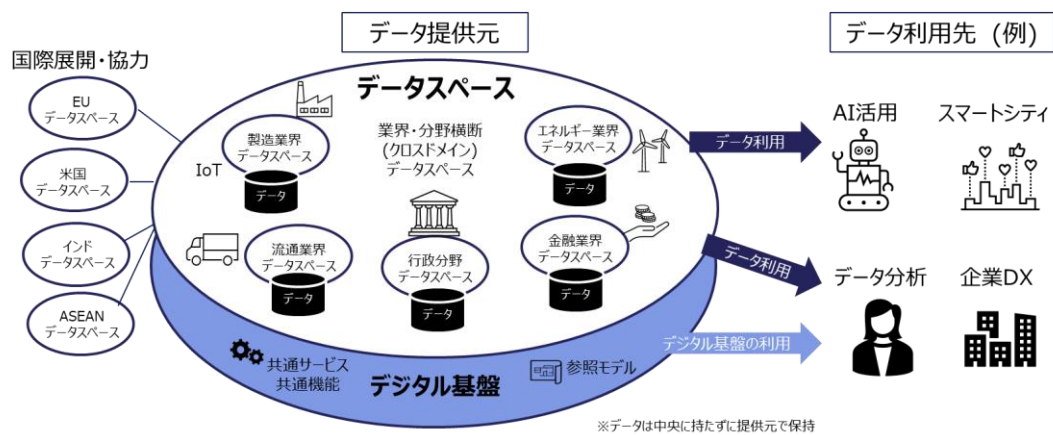 データ提供元
データ利用先 (例)
国際展開・協力
EU
データスペース
米国
データスペース
インド
データスペース
ASEAN
データスペース
データスペース
製造業界
データスペース
データ
IoT
業界・分野横断
(クロスドメイン)
データスペース
エネルギー業界
データスペース
データ
流通業界
データスペース
データ
行政分野
データスペース
データ
金融業界
データスペース
データ
共通サービス
共通機能
デジタル基盤
参照モデル
データ利用
データ利用
デジタル基盤の利用
AI活用
スマートシティ
データ分析
企業DX
※データは中央に持たずに提供元で保持